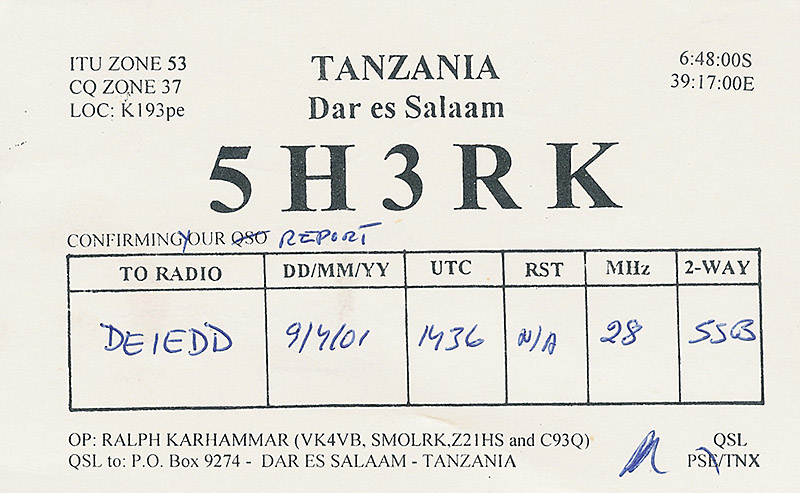 ITU ZONE 53
CQ ZONE 37
LOC: K193pe
TANZANIA
Dar es Salaam
6:48:00S
39:17:00E
5H3RK
CONFIRMING YOUR QSO REPORT
TO RADIO DD/MM/YY UTC RST MHz 2-WAY
DE1EDD 9/4/01 1436 N/A 28 SSB
OP: RALPH KARHAMMAR (VK4VB, SMOLRK,Z21HS and C93Q)
QSL to: P.O. Box 9274 - DAR ES SALAAM - TANZANIA
QSL
PSE/TNX